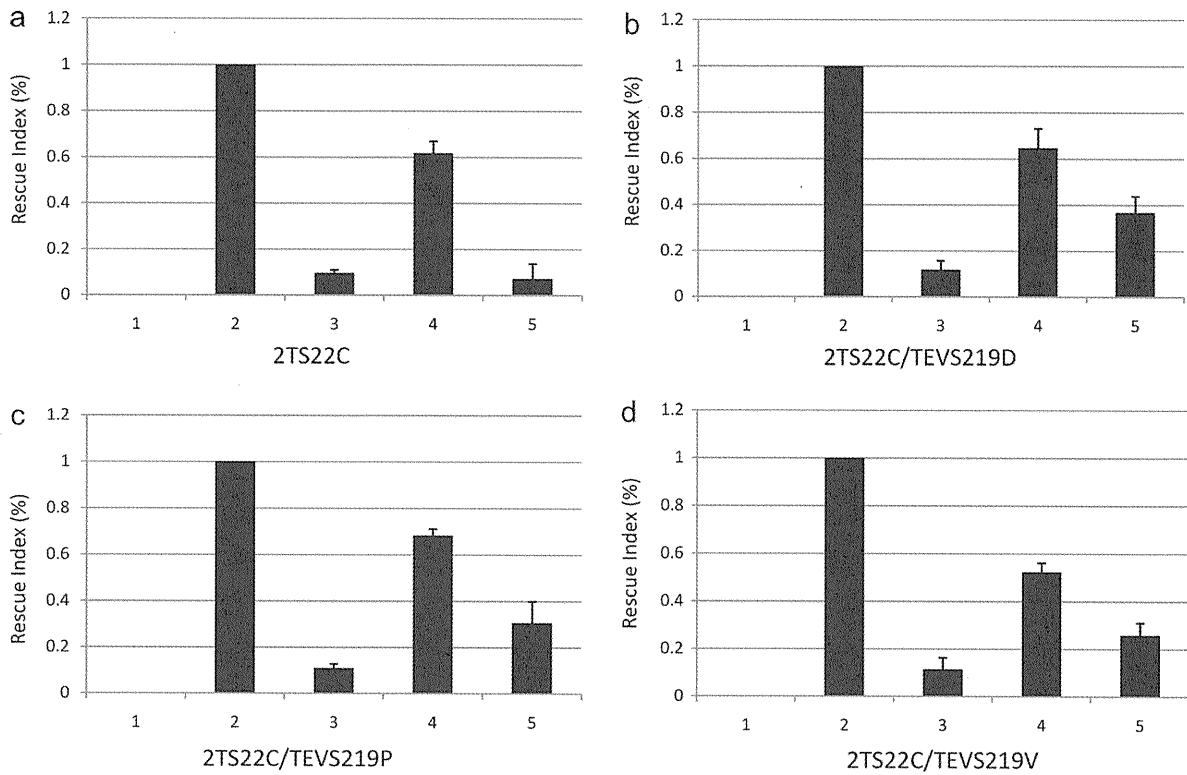 a
1.2
1
0.8
0.6
0.4
0.2
0
Rescue Index (%)
1 2 3 4 5
2TS22C
b
1.2
1
0.8
0.6
0.4
0.2
0
Rescue Index (%)
1 2 3 4 5
2TS22C/TEVS219D
c
1.2
1
0.8
0.6
0.4
0.2
0
Rescue Index (%)
1 2 3 4 5
2TS22C/TEVS219P
d
1.2
1
0.8
0.6
0.4
0.2
0
Rescue Index (%)
1 2 3 4 5
2TS22C/TEVS219V